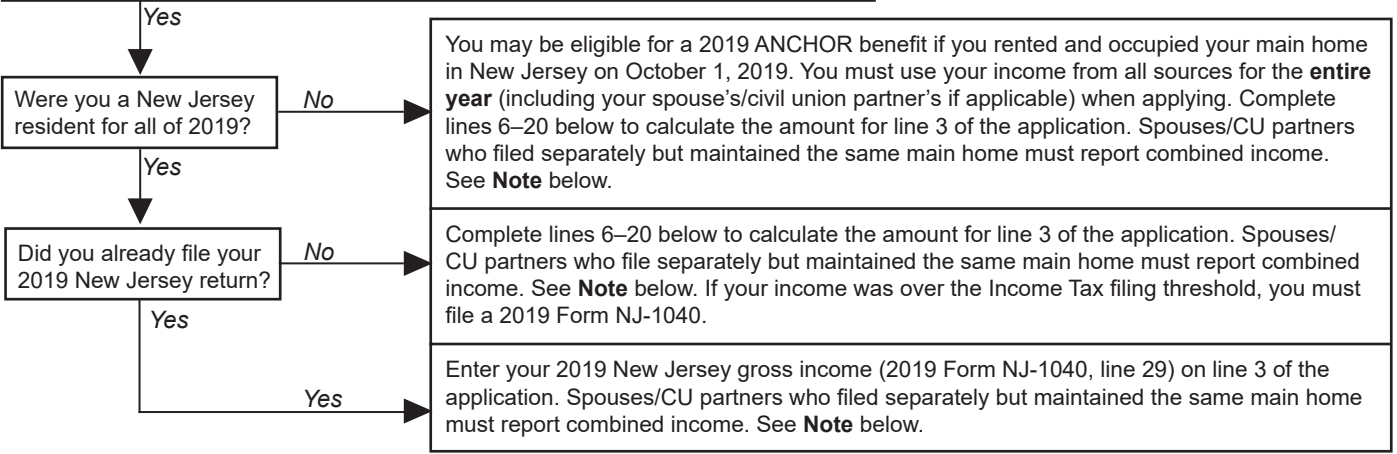 Yes
Were you a New Jersey
resident for all of 2019?
No
You may be eligible for a 2019 ANCHOR benefit if you rented and occupied your main home
in New Jersey on October 1, 2019. You must use your income from all sources for the entire
year (including your spouse’s/civil union partner’s if applicable) when applying. Complete
lines 6–20 below to calculate the amount for line 3 of the application. Spouses/CU partners
who filed separately but maintained the same main home must report combined income.
See Note below.
Yes
Did you already file your
2019 New Jersey return?
No
Complete lines 6–20 below to calculate the amount for line 3 of the application. Spouses/
CU partners who file separately but maintained the same main home must report combined
income. See Note below. If your income was over the Income Tax filing threshold, you must
file a 2019 Form NJ-1040.
Yes
Yes
Enter your 2019 New Jersey gross income (2019 Form NJ-1040, line 29) on line 3 of the
application. Spouses/CU partners who filed separately but maintained the same main home
must report combined income. See Note below.